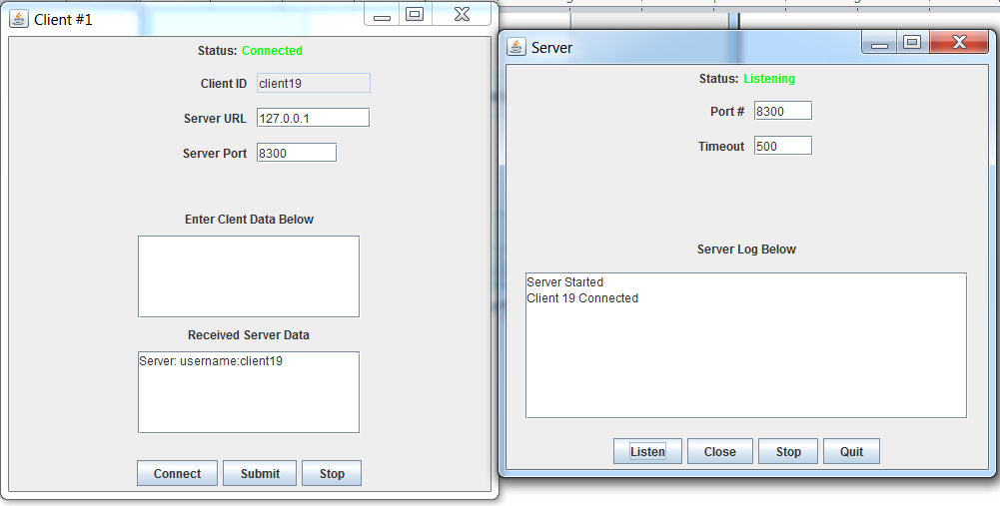 Client #1
Status: Connected
Client ID client19
Server URL 127.0.0.1
Server Port 8300
Enter Clent Data Below
Received Server Data
Server: username:client19
Connect Submit Stop
Server
Status: Listening
Port # 8300
Timeout 500
Server Log Below
Server Started
Client 19 Connected
Listen Close Stop Quit